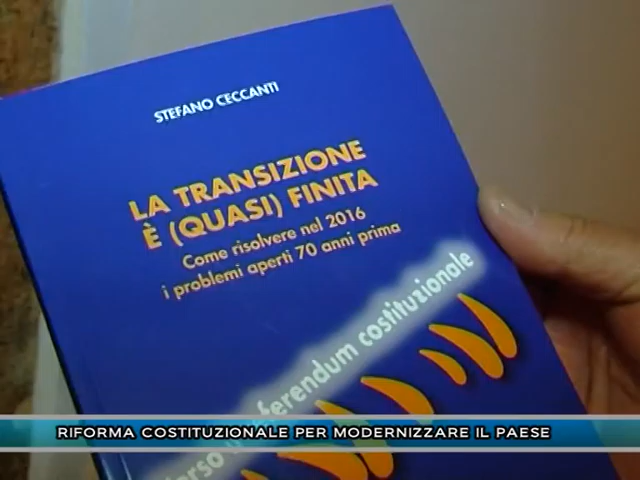 STEFANO CECCANTI
LA TRANSIZIONE
È (QUASI) FINITA
Come risolvere nel 2016
i problemi aperti 70 anni prima
referendum costituzionale
RIFORMA COSTITUZIONALE PER MODERNIZZARE IL PAESE